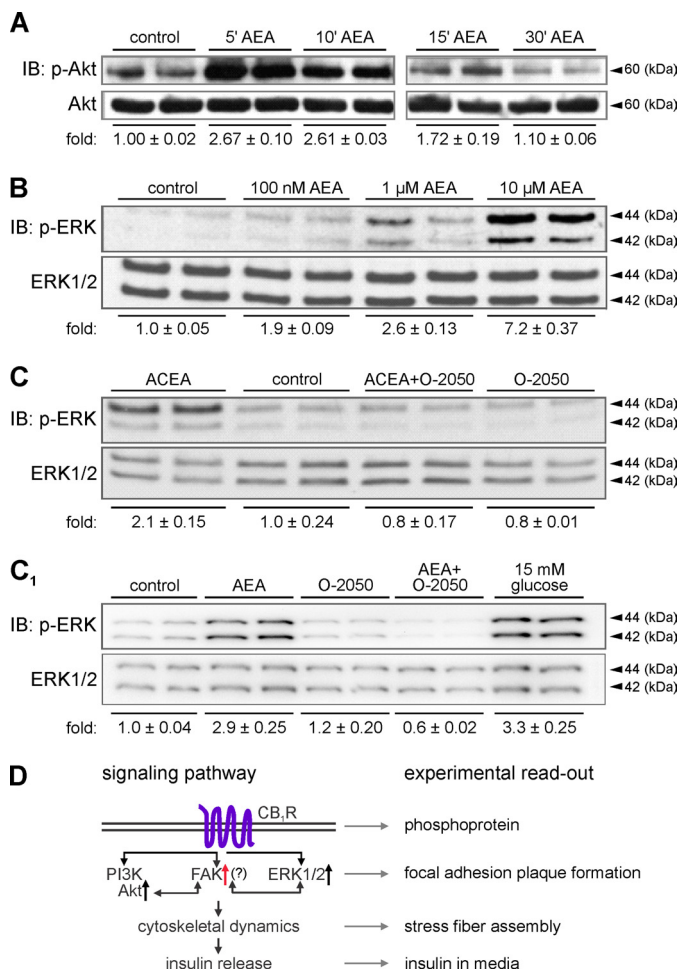 A
control 5' AEA 10' AEA 15' AEA 30' AEA
IB: p-Akt 60 (kDa)
Akt 60 (kDa)
fold: 1.00 ± 0.02 2.67 ± 0.10 2.61 ± 0.03 1.72 ± 0.19 1.10 ± 0.06
B
control 100 nM AEA 1 µM AEA 10 µM AEA
IB: p-ERK 44 (kDa)
42 (kDa)
ERK1/2 44 (kDa)
42 (kDa)
fold: 1.0 ± 0.05 1.9 ± 0.09 2.6 ± 0.13 7.2 ± 0.37
C
ACEA control ACEA+O-2050 O-2050
IB: p-ERK 44 (kDa)
42 (kDa)
ERK1/2 44 (kDa)
42 (kDa)
fold: 2.1 ± 0.15 1.0 ± 0.24 0.8 ± 0.17 0.8 ± 0.01
C₁
control AEA O-2050 AEA+ O-2050 15 mM glucose
IB: p-ERK 44 (kDa)
42 (kDa)
ERK1/2 44 (kDa)
42 (kDa)
fold: 1.0 ± 0.04 2.9 ± 0.25 1.2 ± 0.20 0.6 ± 0.02 3.3 ± 0.25
D
signaling pathway experimental read-out
CB₁R phosphoprotein
PI3K FAK (?) ERK1/2 focal adhesion plaque formation
Akt
cytoskeletal dynamics stress fiber assembly
insulin release insulin in media